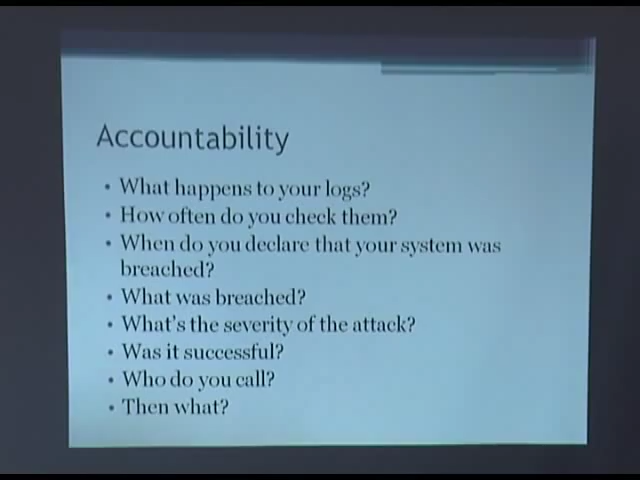 Accountability
• What happens to your logs?
• How often do you check them?
• When do you declare that your system was
breached?
• What was breached?
• What's the severity of the attack?
• Was it successful?
• Who do you call?
• Then what?